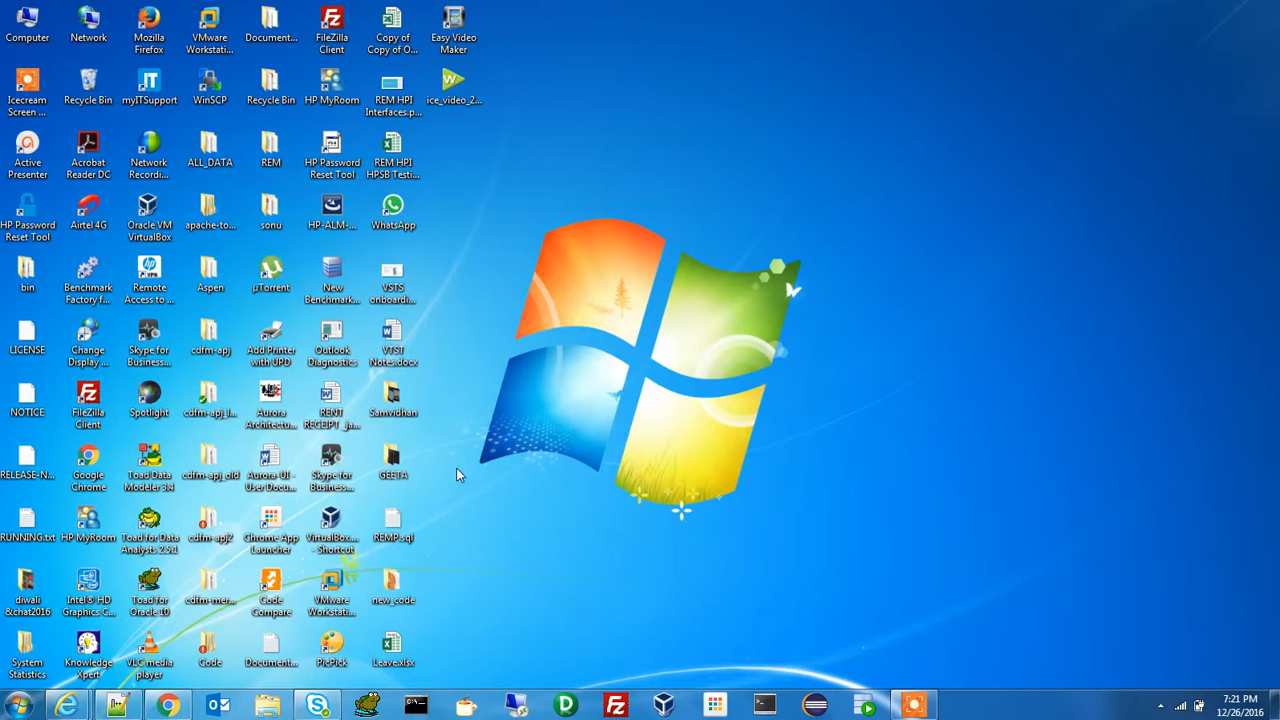 Computer
Network
Mozilla
Firefox
VMware
Workstati...
Document...
FileZilla
Client
Copy of
Copy of O...
Easy Video
Maker
Icecream
Screen ...
Recycle Bin
myITSupport
WinSCP
Recycle Bin
HP MyRoom
REM HPI
Interfaces.p...
ice_video_2...
Active
Presenter
Acrobat
Reader DC
Network
Recordi...
ALL_DATA
REM
HP Password
Reset Tool
REM HPI
HPSB Testi...
HP Password
Reset Tool
Airtel 4G
Oracle VM
VirtualBox
apache-to...
sonu
HP-ALM-...
WhatsApp
bin
Benchmark
Factory f...
Remote
Access to ...
Aspen
µTorrent
New
Benchmark...
VSTS
onboardi...
LICENSE
Change
Display ...
Skype for
Business...
cdfm-apj
Add Printer
with UPD
Outlook
Diagnostics
VTST
Notes.docx
NOTICE
FileZilla
Client
Spotlight
cdfm-apj_l...
Aurora
Architectu...
RENT
RECEIPT_ja...
Samvidhan
RELEASE-N...
Google
Chrome
Toad Data
Modeler 3.4
cdfm-apj_old
Aurora-UI-
User Docu...
Skype for
Business...
GEETA
RUNNING.txt
HP MyRoom
Toad for Data
Analysts 2.5.1
cdfm-apj2
Chrome App
Launcher
VirtualBox....
- Shortcut
REMP.sql
diwali
&chat2016
Intel® HD
Graphics C...
Toad for
Oracle 10
cdfm-mer...
Code
Compare
VMware
Workstati...
new_code
System
Statistics
Knowledge
Xpert
VLC media
player
Code
Document...
PicPick
Leave.xlsx
7:21 PM
12/26/2016